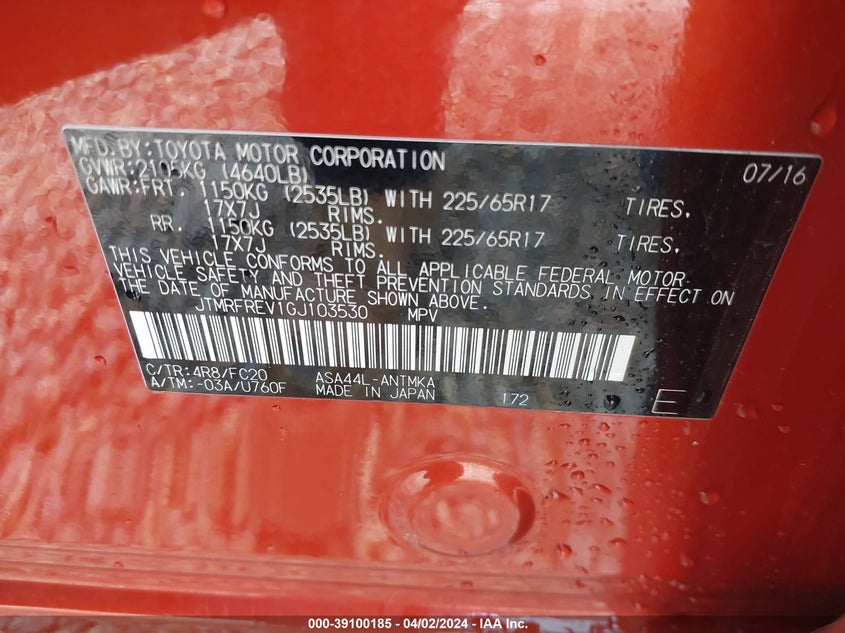 MFD.BY:TOYOTA MOTOR CORPORATION 07/16
GVWR:2105KG (4640LB)
GAWR:FRT. 1150KG (2535LB) WITH 225/65R17 TIRES,
17X7J RIMS.
RR. 1150KG (2535LB) WITH 225/65R17 TIRES,
17X7J RIMS.
THIS VEHICLE CONFORMS TO ALL APPLICABLE FEDERAL MOTOR
VEHICLE SAFETY AND THEFT PREVENTION STANDARDS IN EFFECT ON
THE DATE OF MANUFACTURE SHOWN ABOVE.
JTMRFREV1GJ103530 MPV
C/TR:4R8/FC20 ASA44L-ANTMKA
A/TM:-03A/U760F MADE IN JAPAN 172 E
000-39100185 - 04/02/2024 - IAA Inc.